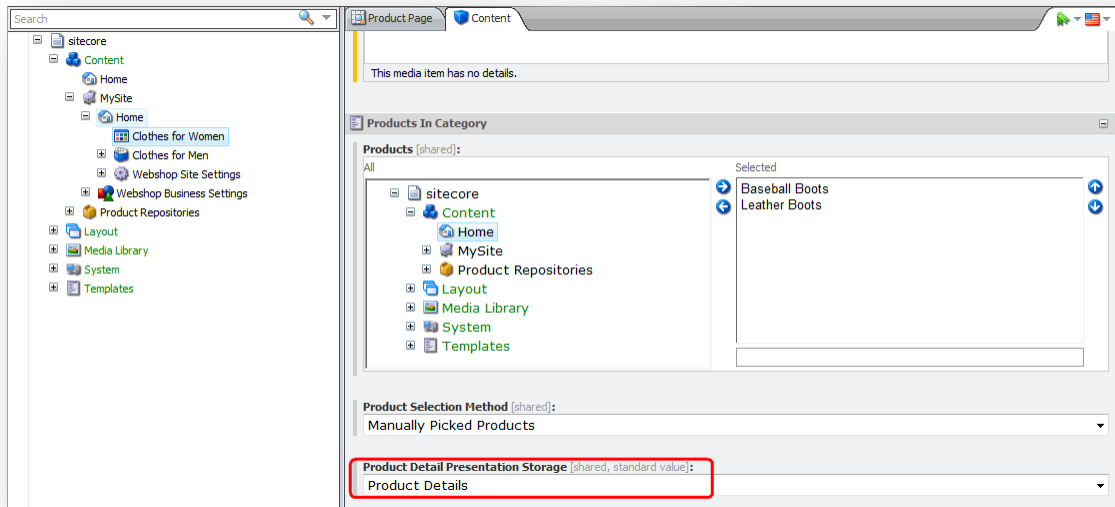 Search
sitecore
Content
Home
MySite
Home
Clothes for Women
Clothes for Men
Webshop Site Settings
Webshop Business Settings
Product Repositories
Layout
Media Library
System
Templates
Product Page
Content
This media item has no details.
Products In Category
Products [shared]:
All
sitecore
Content
Home
MySite
Product Repositories
Layout
Media Library
System
Templates
Selected
Baseball Boots
Leather Boots
Product Selection Method [shared]:
Manually Picked Products
Product Detail Presentation Storage [shared, standard value]:
Product Details